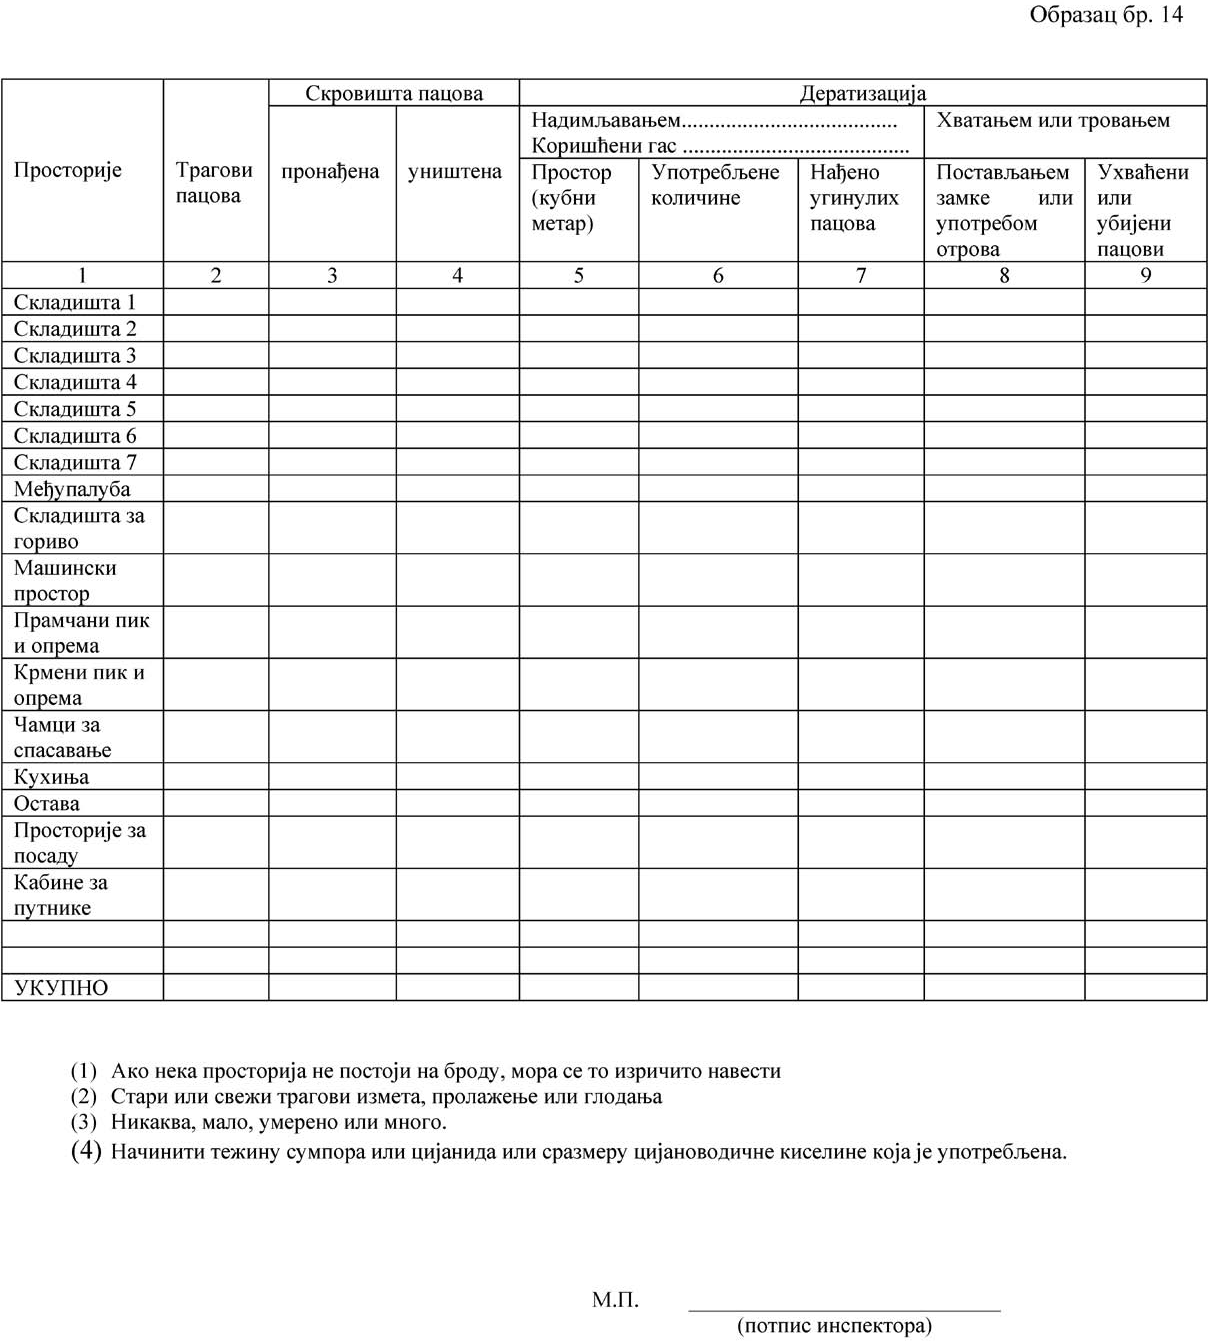 Образац бр. 14
Скровишта пацова
Дератизација
Просторије
Трагови
пацова
пронађена
уништена
Надимљавањем.......................................
Коришћени гас .........................................
Хватањем или тровањем
Простор
(кубни
метар)
Употребљене
количине
Нађено
угинулих
пацова
Постављањем
замке или
употребом
отрова
Ухваћени
или
убијени
пацови
1 2 3 4 5 6 7 8 9
Складишта 1
Складишта 2
Складишта 3
Складишта 4
Складишта 5
Складишта 6
Складишта 7
Међупалуба
Складишта за
гориво
Машински
простор
Прамчани пик
и опрема
Крмени пик и
опрема
Чамци за
спасавање
Кухиња
Остава
Просторије за
посаду
Кабине за
путнике
УКУПНО
(1) Ако нека просторија не постоји на броду, мора се то изричито навести
(2) Стари или свежи трагови измета, пролажење или глодања
(3) Никаква, мало, умерено или много.
(4) Начинити тежину сумпора или цијанида или сразмеру цијановодичне киселине која је употребљена.
М.П. ____________________________
(потпис инспектора)